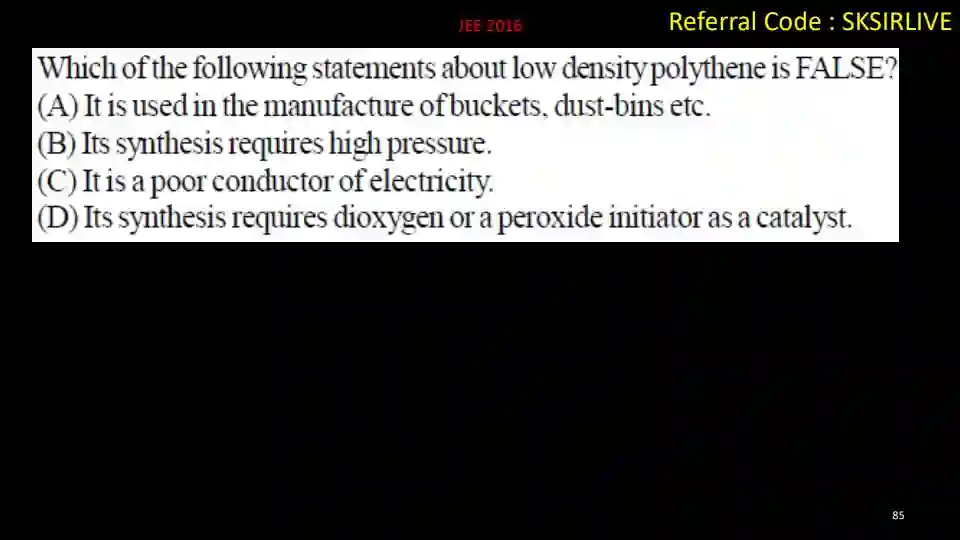 JEE 2016
Referral Code : SKSIRLIVE
Which of the following statements about low density polythene is FALSE?
(A) It is used in the manufacture of buckets, dust-bins etc.
(B) Its synthesis requires high pressure.
(C) It is a poor conductor of electricity.
(D) Its synthesis requires dioxygen or a peroxide initiator as a catalyst.
85